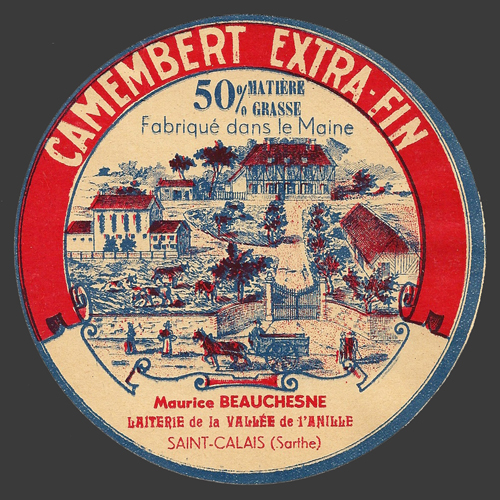 CAMEMBERT EXTRA-FIN
50% MATIÈRE
% GRASSE
Fabriqué dans le Maine
Maurice BEAUCHESNE
LAITERIE de la VALLÉE de l'ANILLE
SAINT-CALAIS (Sarthe)